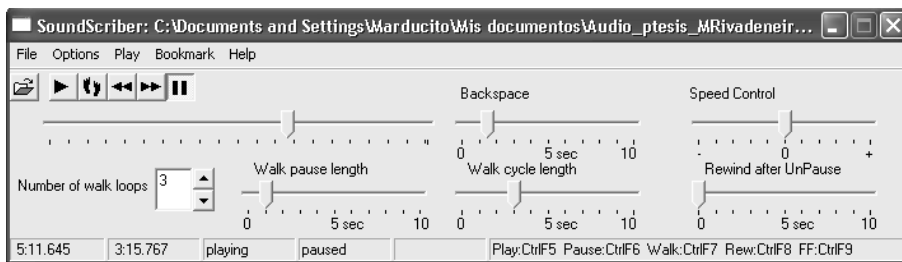 SoundScriber: C:\Documents and Settings\Marducito\Mis documentos\Audio_ptesis_MRivadeneir...
File Options Play Bookmark Help
Backspace Speed Control
0 5 sec 10 - 0 +
Number of walk loops 3 Walk pause length Walk cycle length Rewind after UnPause
0 5 sec 10 0 5 sec 10 0 5 sec 10
5:11.645 3:15.767 playing paused Play:CtrlF5 Pause:CtrlF6 Walk:CtrlF7 Rew:CtrlF8 FF:CtrlF9